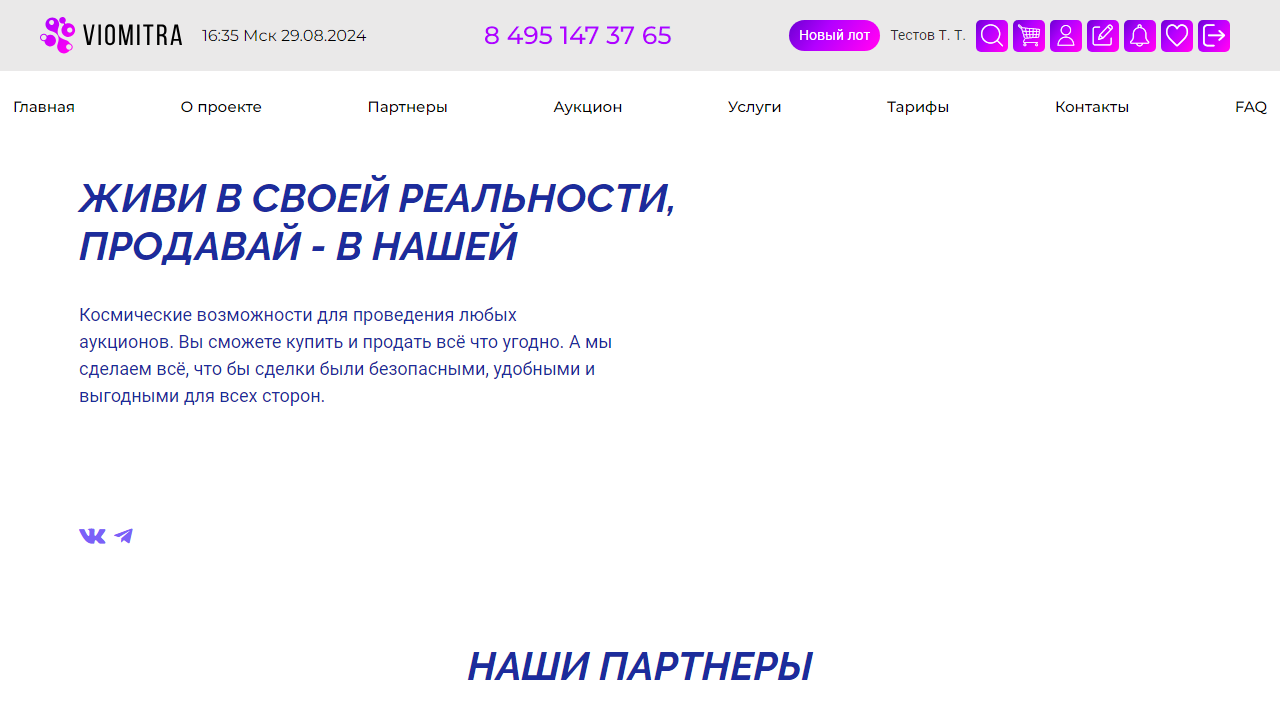 VIOMITRA
16:35 Мск 29.08.2024
8 495 147 37 65
Новый лот
Тестов Т. Т.
Главная
О проекте
Партнеры
Аукцион
Услуги
Тарифы
Контакты
FAQ
ЖИВИ В СВОЕЙ РЕАЛЬНОСТИ,
ПРОДАВАЙ - В НАШЕЙ
Космические возможности для проведения любых
аукционов. Вы сможете купить и продать всё что угодно. А мы
сделаем всё, что бы сделки были безопасными, удобными и
выгодными для всех сторон.
НАШИ ПАРТНЕРЫ